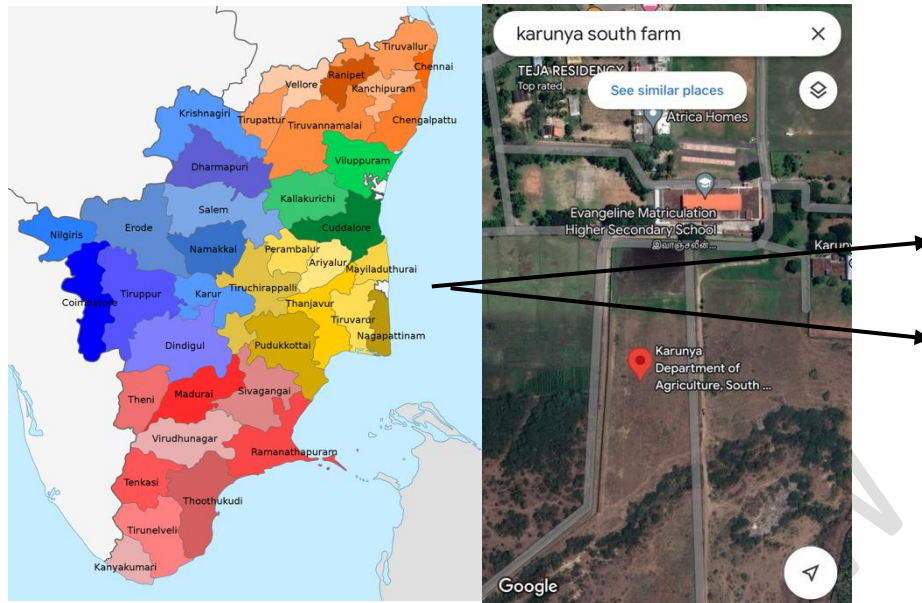 Tiruvallur
Chennai
Ranipet
Vellore
Kanchipuram
Krishnagiri
Tirupattur
Tiruvannamalai
Chengalpattu
Dharmapuri
Viluppuram
Kallakurichi
Salem
Nilgiris
Erode
Cuddalore
Namakkal
Perambalur
Ariyalur
Mayiladuthurai
Coimbatore
Tiruppur
Karur
Tiruchirappalli
Thanjavur
Tiruvarur
Nagapattinam
Dindigul
Pudukkottai
Theni
Madurai
Sivagangai
Virudhunagar
Ramanathapuram
Tenkasi
Thoothukudi
Tirunelveli
Kanyakumari
karunya south farm
TEJA RESIDENCY
Top rated
See similar places
Atrica Homes
Evangeline Matriculation
Higher Secondary School
இவாஞ்சலின்...
Karunya
Department of
Agriculture, South ...
Google